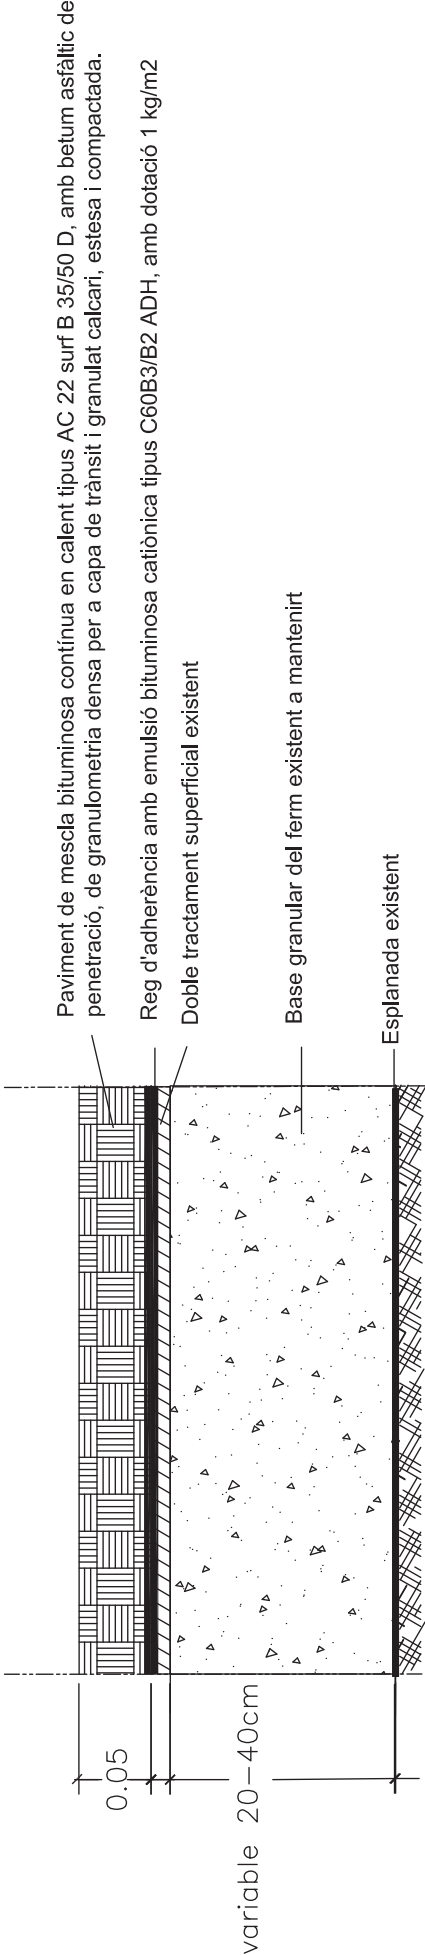 Paviment de mescla bituminosa contínua en calent tipus AC 22 surf B 35/50 D, amb betum asfàltic de
penetració, de granulometria densa per a capa de trànsit i granulat calcari, estesa i compactada.
Reg d'adherència amb emulsió bituminosa catiònica tipus C60B3/B2 ADH, amb dotació 1 kg/m2
Doble tractament superficial existent
Base granular del ferm existent a mantenirt
Esplanada existent
0.05
variable 20-40cm